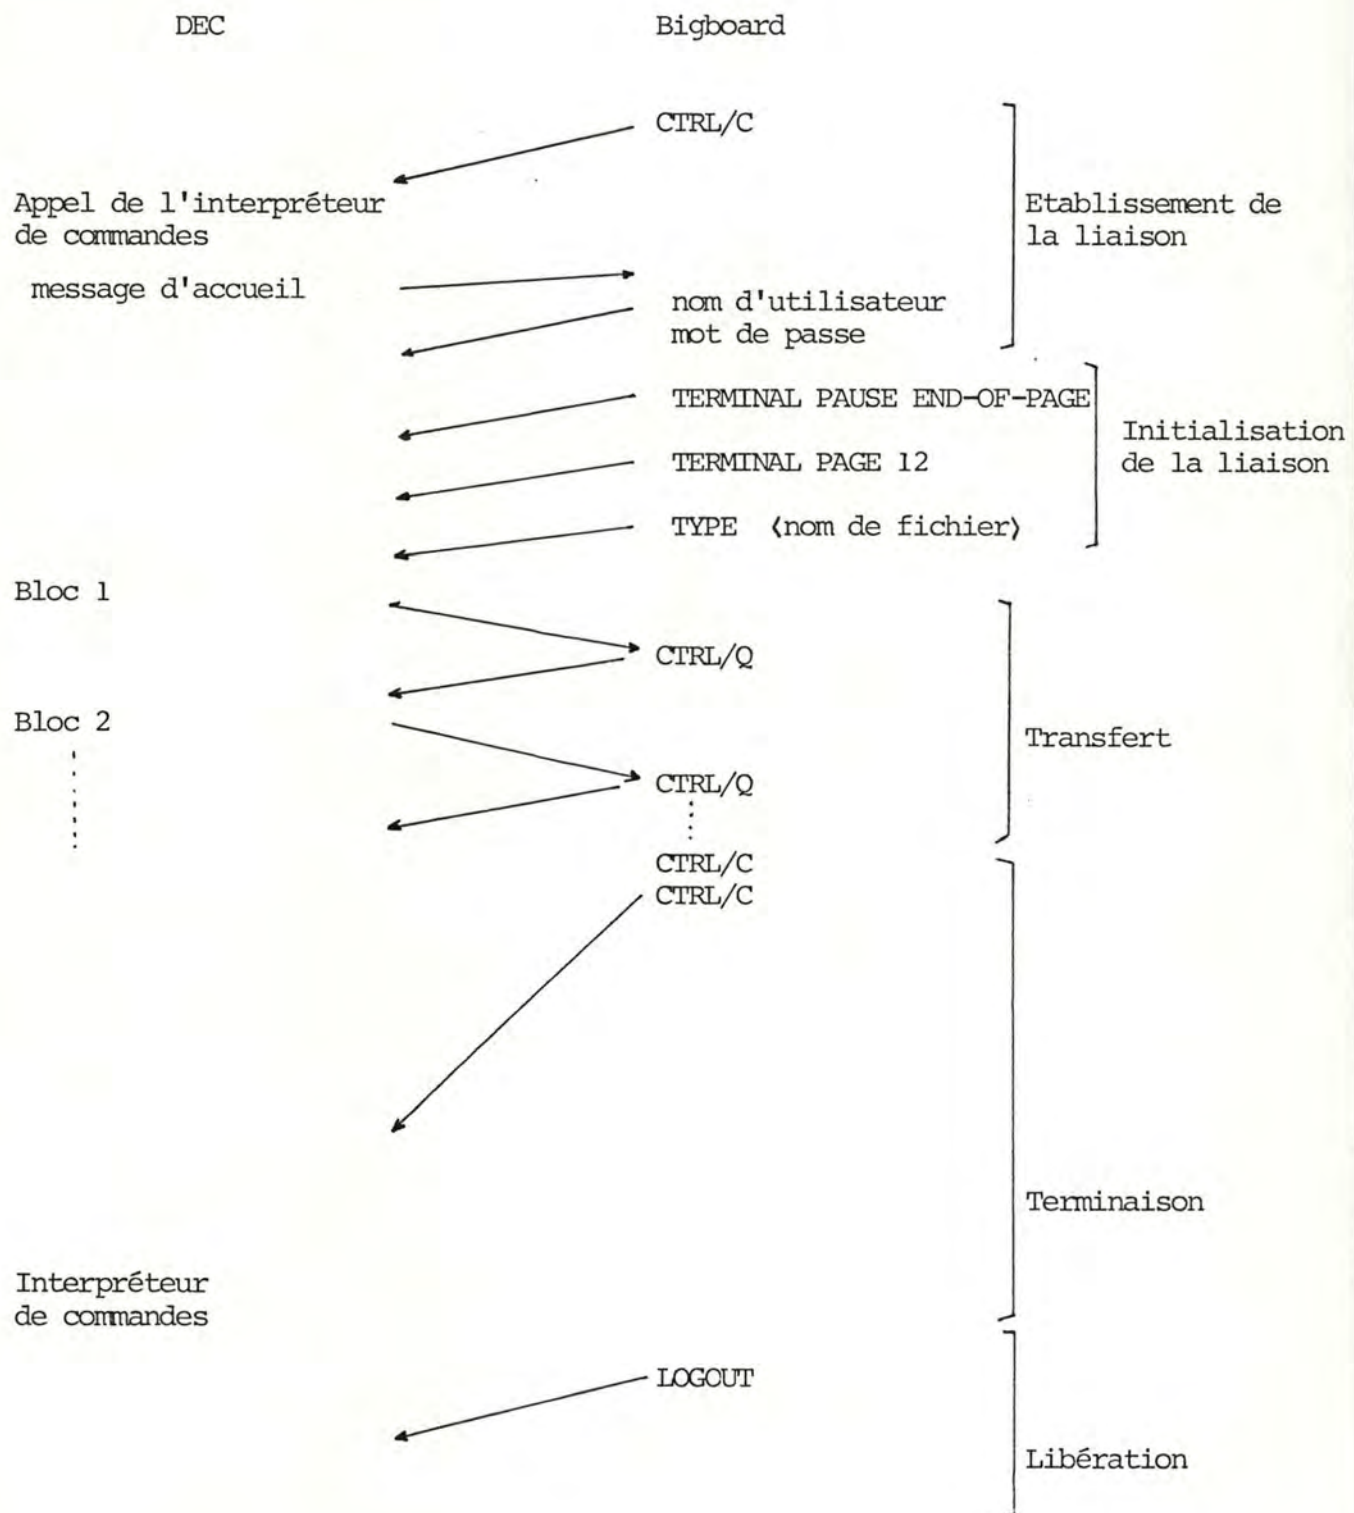 DEC
Bigboard
CTRL/C
Appel de l'interpréteur
de commandes
Etablissement de
la liaison
message d'accueil
nom d'utilisateur
mot de passe
TERMINAL PAUSE END-OF-PAGE
TERMINAL PAGE 12
TYPE <nom de fichier>
Initialisation
de la liaison
Bloc 1
CTRL/Q
Bloc 2
CTRL/Q
Transfert
CTRL/C
CTRL/C
Terminaison
Interpréteur
de commandes
LOGOUT
Libération